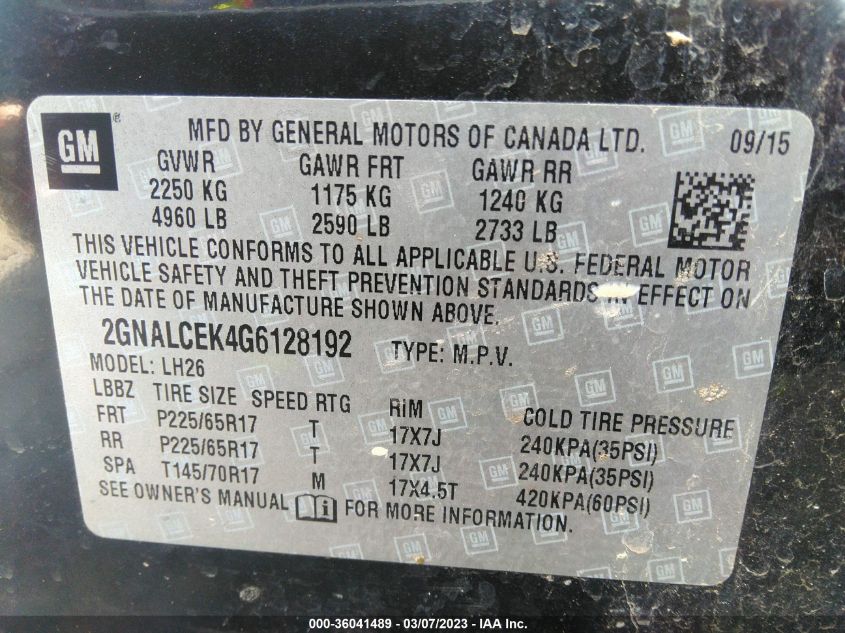 GM ®
MFD BY GENERAL MOTORS OF CANADA LTD. 09/15
GVWR GAWR FRT GAWR RR
2250 KG 1175 KG 1240 KG
4960 LB 2590 LB 2733 LB
THIS VEHICLE CONFORMS TO ALL APPLICABLE U.S. FEDERAL MOTOR
VEHICLE SAFETY AND THEFT PREVENTION STANDARDS IN EFFECT ON
THE DATE OF MANUFACTURE SHOWN ABOVE.
2GNALCEK4G6128192 TYPE: M.P.V.
MODEL: LH26
LBBZ TIRE SIZE SPEED RTG RIM COLD TIRE PRESSURE
FRT P225/65R17 T 17X7J 240KPA(35PSI)
RR P225/65R17 T 17X7J 240KPA(35PSI)
SPA T145/70R17 M 17X4.5T 420KPA(60PSI)
SEE OWNER'S MANUAL i FOR MORE INFORMATION.
000-36041489 - 03/07/2023 - IAA Inc.